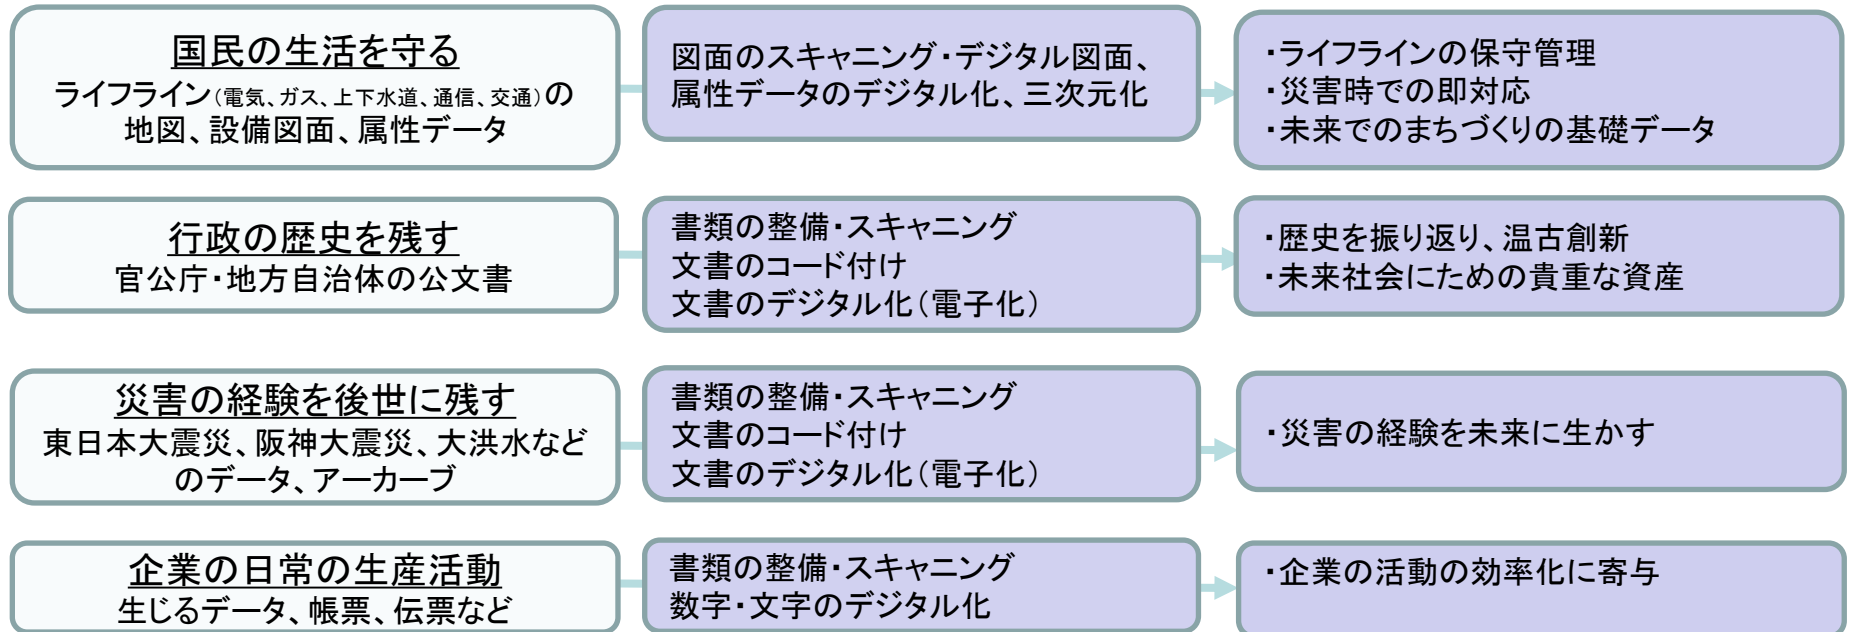 国民の生活を守る
ライフライン(電気、ガス、上下水道、通信、交通)の
地図、設備図面、属性データ
図面のスキャニング・デジタル図面、
属性データのデジタル化、三次元化
・ライフラインの保守管理
・災害時での即対応
・未来でのまちづくりの基礎データ
行政の歴史を残す
官公庁・地方自治体の公文書
書類の整備・スキャニング
文書のコード付け
文書のデジタル化(電子化)
・歴史を振り返り、温古創新
・未来社会にための貴重な資産
災害の経験を後世に残す
東日本大震災、阪神大震災、大洪水など
のデータ、アーカーブ
書類の整備・スキャニング
文書のコード付け
文書のデジタル化(電子化)
・災害の経験を未来に生かす
企業の日常の生産活動
生じるデータ、帳票、伝票など
書類の整備・スキャニング
数字・文字のデジタル化
・企業の活動の効率化に寄与